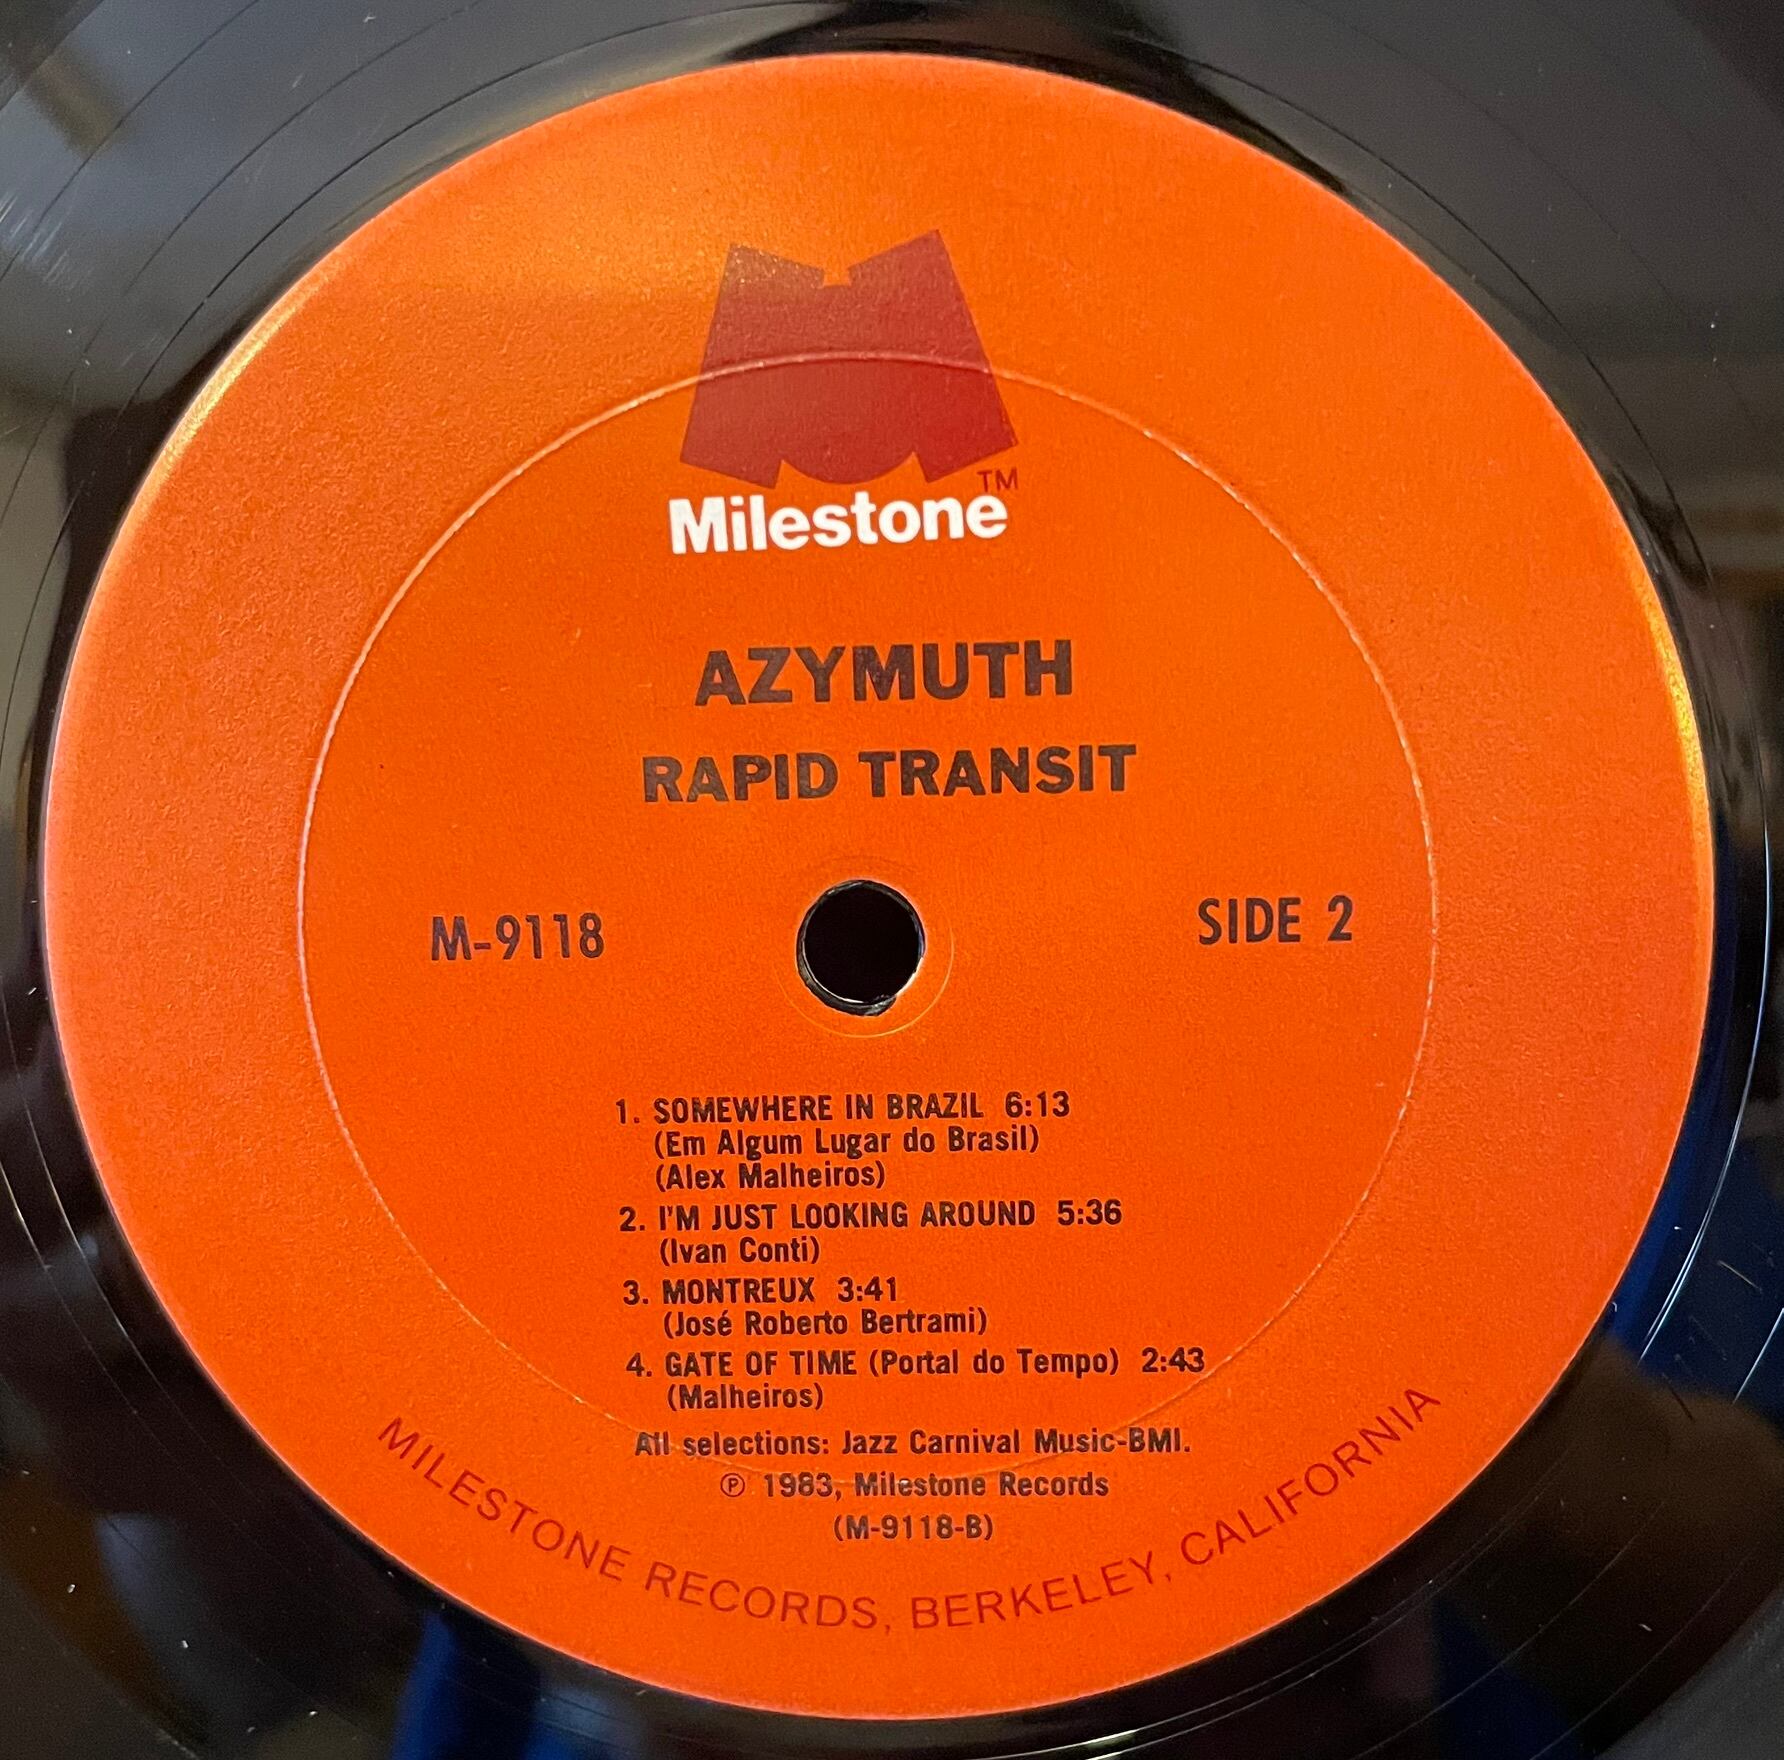 TM
Milestone
AZYMUTH
RAPID TRANSIT
M-9118
SIDE 2
1. SOMEWHERE IN BRAZIL 6:13
(Em Algum Lugar do Brasil)
(Alex Malheiros)
2. I'M JUST LOOKING AROUND 5:36
(Ivan Conti)
3. MONTREUX 3:41
(José Roberto Bertrami)
4. GATE OF TIME (Portal do Tempo) 2:43
(Malheiros)
All selections: Jazz Carnival Music-BMI.
℗ 1983, Milestone Records
(M-9118-B)
MILESTONE RECORDS, BERKELEY, CALIFORNIA